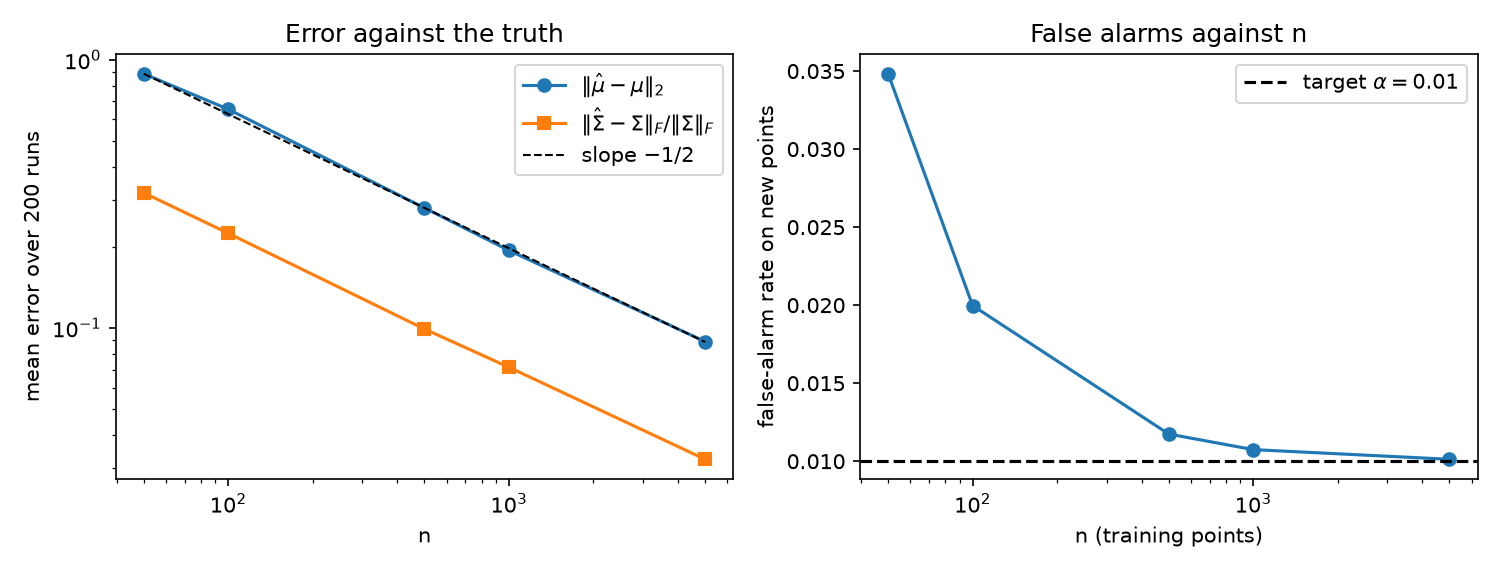 Error against the truth
mean error over 200 runs
10⁰
10⁻¹
‖μ̂ − μ‖₂
‖Σ̂ − Σ‖F/‖Σ‖F
slope −1/2
10²
10³
n
False alarms against n
false-alarm rate on new points
0.035
0.030
0.025
0.020
0.015
0.010
target α = 0.01
10²
10³
n (training points)